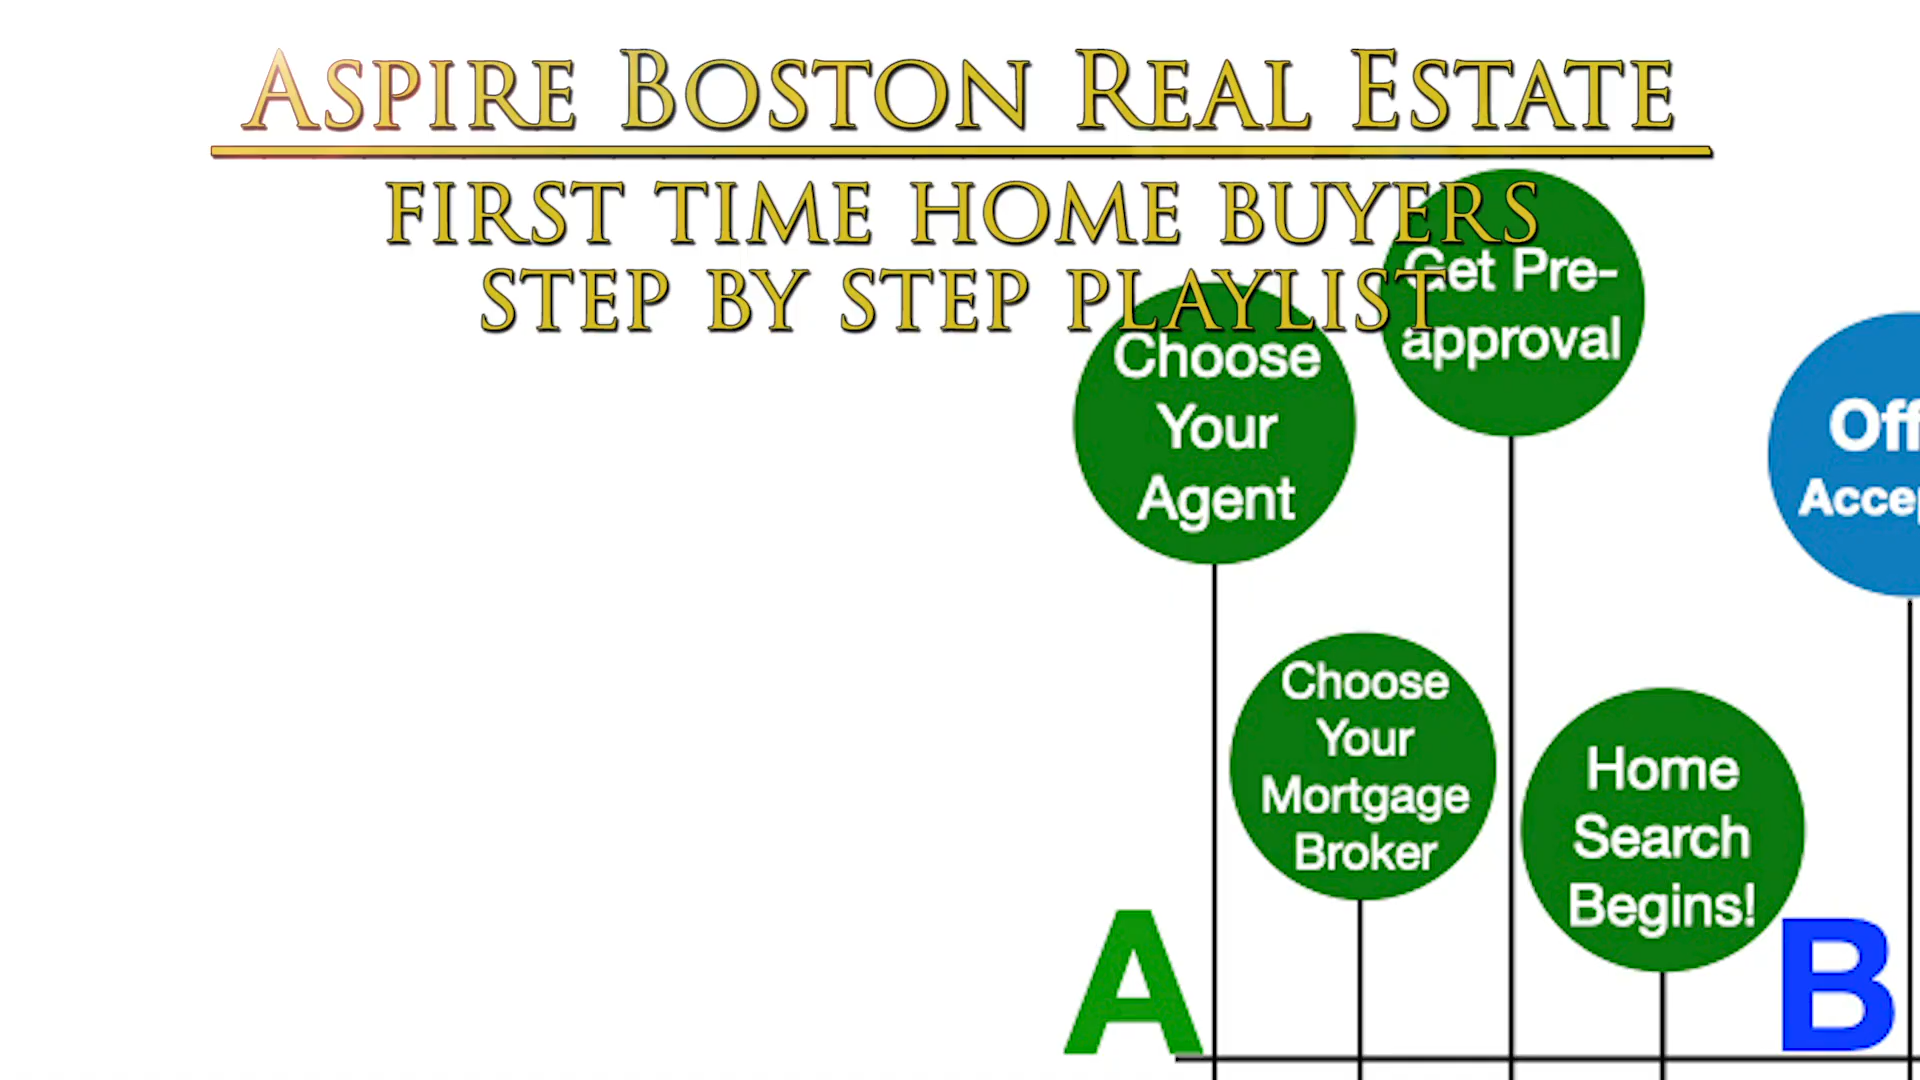 ASPIRE BOSTON REAL ESTATE
FIRST TIME HOME BUYERS
STEP BY STEP PLAYLIST
Get Pre-
approval
Choose
Your
Agent
Choose
Your
Mortgage
Broker
Home
Search
Begins!
A
B